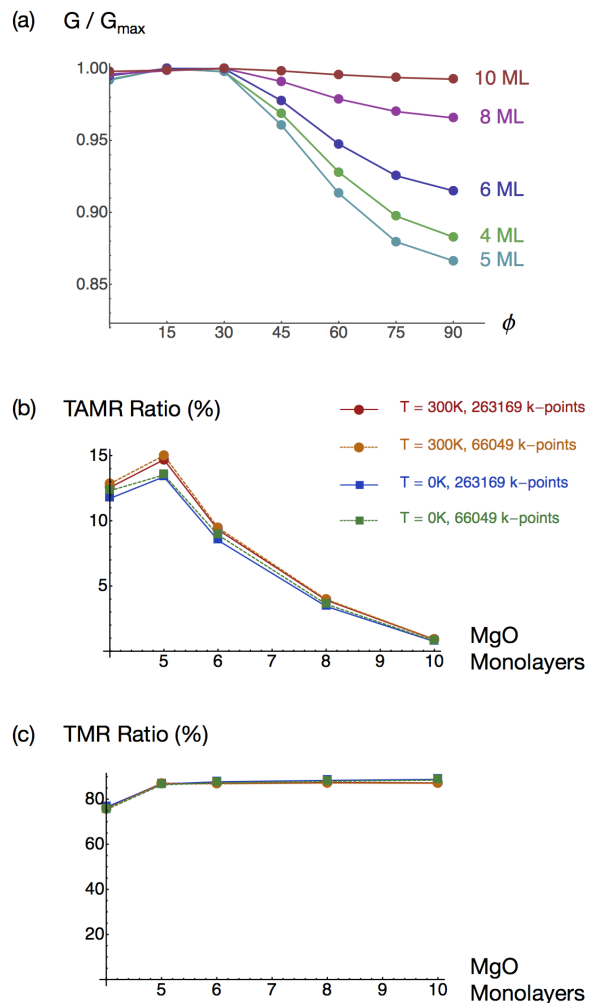 (a) G / Gmax
1.00
0.95
0.90
0.85
10 ML
8 ML
6 ML
4 ML
5 ML
15 30 45 60 75 90 ϕ
(b) TAMR Ratio (%)
T = 300K, 263169 k−points
T = 300K, 66049 k−points
T = 0K, 263169 k−points
T = 0K, 66049 k−points
15
10
5
5 6 7 8 9 10
MgO
Monolayers
(c) TMR Ratio (%)
80
60
40
20
5 6 7 8 9 10
MgO
Monolayers